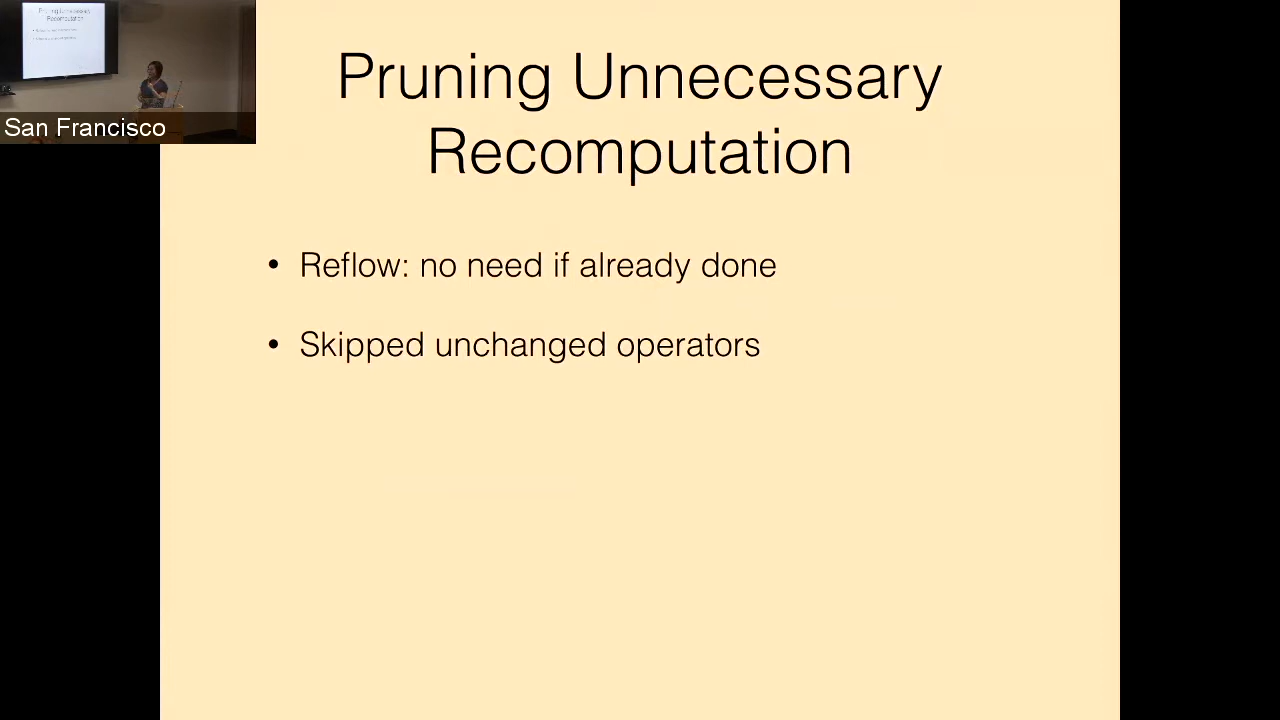 Pruning Unnecessary
Recomputation
San Francisco
• Reflow: no need if already done
• Skipped unchanged operators